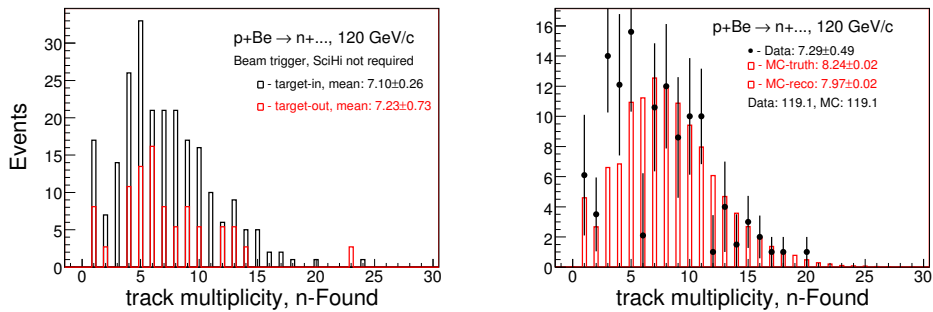 p+Be → n+..., 120 GeV/c
Beam trigger, SciHi not required
- target-in, mean: 7.10±0.26
- target-out, mean: 7.23±0.73
Events
30
25
20
15
10
5
0
0 5 10 15 20 25 30
track multiplicity, n-Found
p+Be → n+..., 120 GeV/c
- Data: 7.29±0.49
- MC-truth: 8.24±0.02
- MC-reco: 7.97±0.02
Data: 119.1, MC: 119.1
16
14
12
10
8
6
4
2
0
0 5 10 15 20 25 30
track multiplicity, n-Found